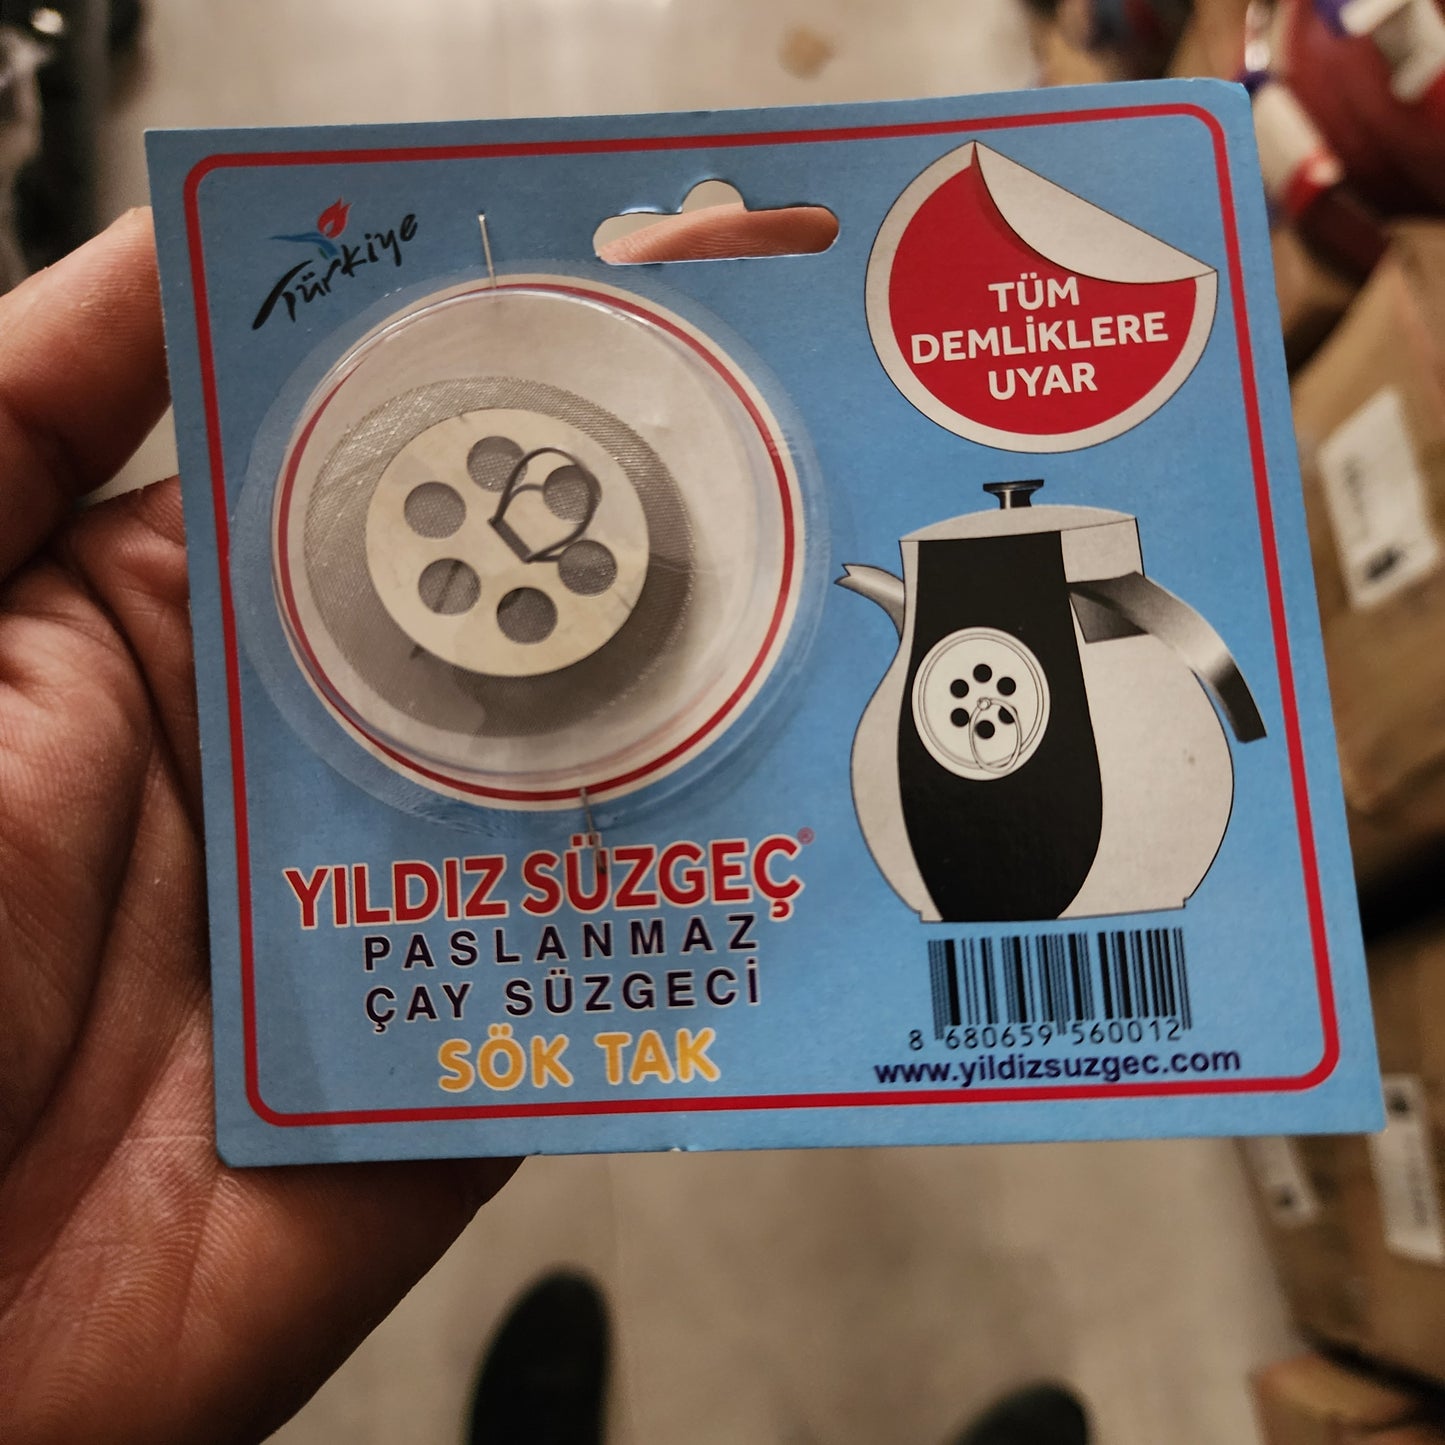 Türkiye
TÜM
DEMLİKLERE
UYAR
YILDIZ SÜZGEÇ®
PASLANMAZ
ÇAY SÜZGECİ
SÖK TAK
8 680659 560012
www.yildizsuzgec.com